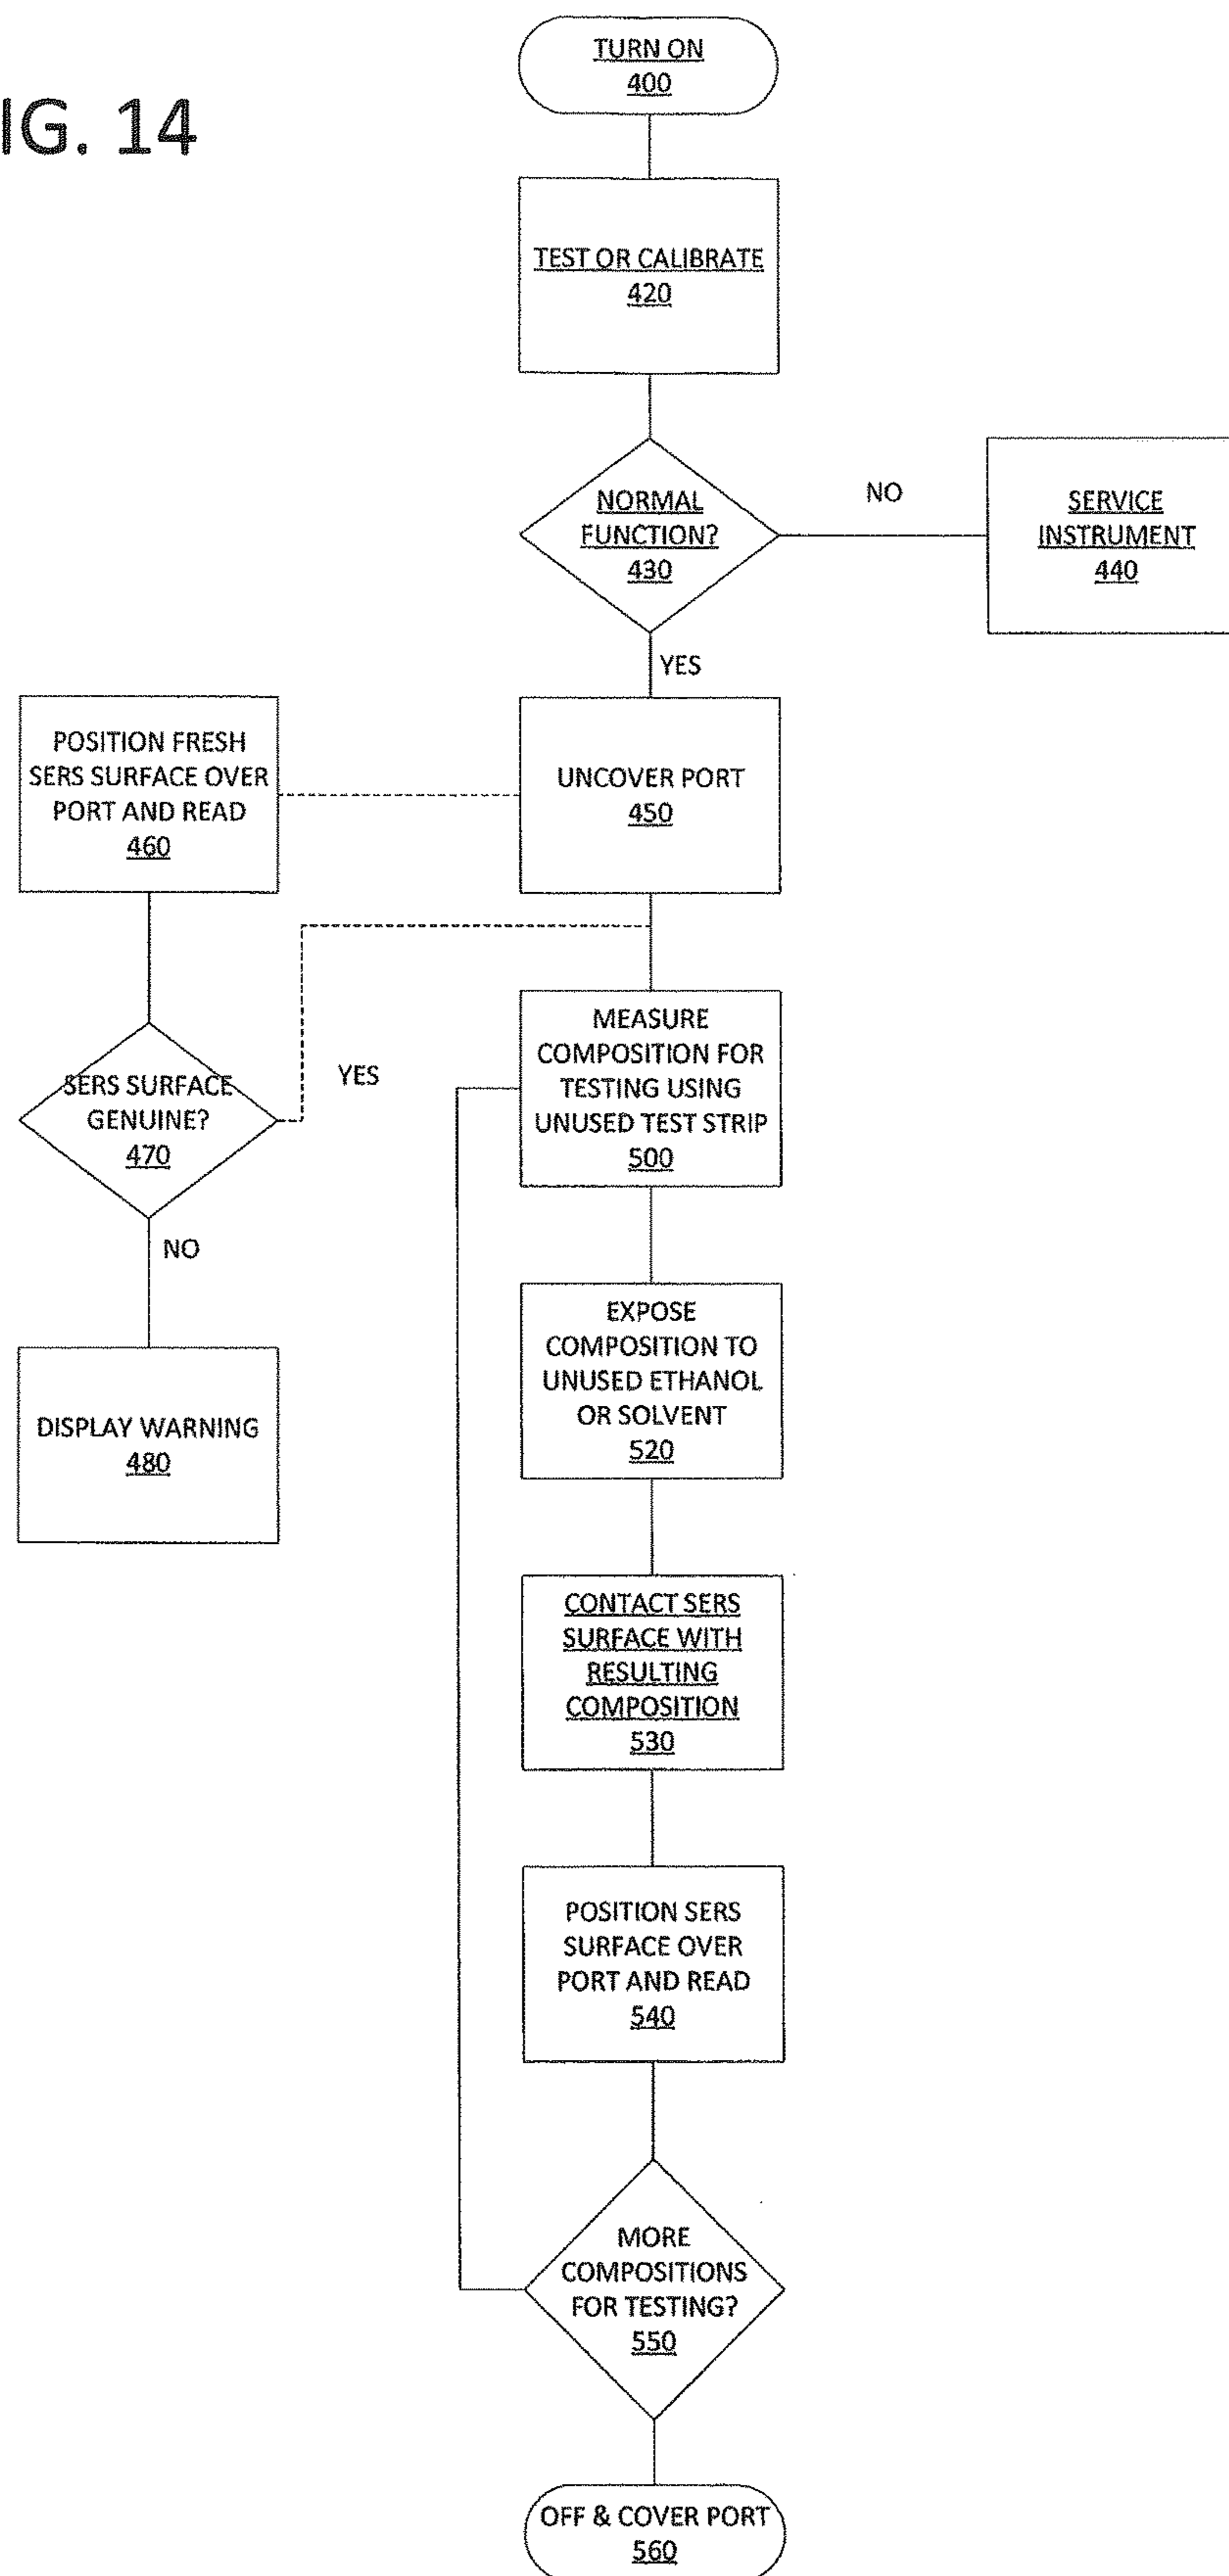 IG. 14
TURN ON
400
TEST OR CALIBRATE
420
NORMAL
FUNCTION?
430
NO
SERVICE
INSTRUMENT
440
YES
POSITION FRESH
SERS SURFACE OVER
PORT AND READ
460
UNCOVER PORT
450
SERS SURFACE
GENUINE?
470
YES
NO
DISPLAY WARNING
480
MEASURE
COMPOSITION FOR
TESTING USING
UNUSED TEST STRIP
500
EXPOSE
COMPOSITION TO
UNUSED ETHANOL
OR SOLVENT
520
CONTACT SERS
SURFACE WITH
RESULTING
COMPOSITION
530
POSITION SERS
SURFACE OVER
PORT AND READ
540
MORE
COMPOSITIONS
FOR TESTING?
550
OFF & COVER PORT
560